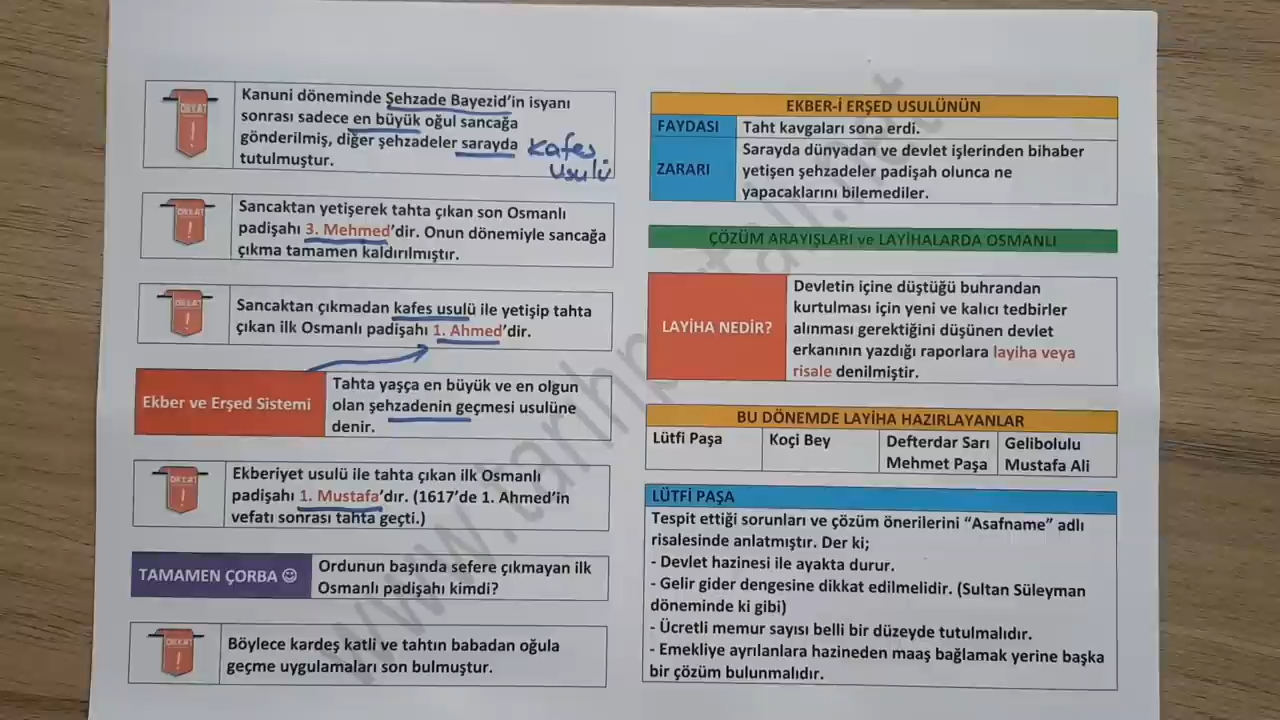 DİKKAT
Kanuni döneminde Şehzade Bayezid'in isyanı
sonrası sadece en büyük oğul sancağa
gönderilmiş, diğer şehzadeler sarayda
tutulmuştur.
Kafes
Usulü
DİKKAT
Sancaktan yetişerek tahta çıkan son Osmanlı
padişahı 3. Mehmed'dir. Onun dönemiyle sancağa
çıkma tamamen kaldırılmıştır.
DİKKAT
Sancaktan çıkmadan kafes usulü ile yetişip tahta
çıkan ilk Osmanlı padişahı 1. Ahmed'dir.
Ekber ve Erşed Sistemi
Tahta yaşça en büyük ve en olgun
olan şehzadenin geçmesi usulüne
denir.
DİKKAT
Ekberiyet usulü ile tahta çıkan ilk Osmanlı
padişahı 1. Mustafa'dır. (1617'de 1. Ahmed'in
vefatı sonrası tahta geçti.)
TAMAMEN ÇORBA ☺
Ordunun başında sefere çıkmayan ilk
Osmanlı padişahı kimdi?
DİKKAT
Böylece kardeş katli ve tahtın babadan oğula
geçme uygulamaları son bulmuştur.
EKBER-İ ERŞED USULÜNÜN
FAYDASI
Taht kavgaları sona erdi.
ZARARI
Sarayda dünyadan ve devlet işlerinden bihaber
yetişen şehzadeler padişah olunca ne
yapacaklarını bilemediler.
ÇÖZÜM ARAYIŞLARI ve LAYİHALARDA OSMANLI
LAYİHA NEDİR?
Devletin içine düştüğü buhrandan
kurtulması için yeni ve kalıcı tedbirler
alınması gerektiğini düşünen devlet
erkanının yazdığı raporlara layiha veya
risale denilmiştir.
BU DÖNEMDE LAYİHA HAZIRLAYANLAR
Lütfi Paşa
Koçi Bey
Defterdar Sarı
Mehmet Paşa
Gelibolulu
Mustafa Ali
LÜTFİ PAŞA
Tespit ettiği sorunları ve çözüm önerilerini "Asafname" adlı
risalesinde anlatmıştır. Der ki;
- Devlet hazinesi ile ayakta durur.
- Gelir gider dengesine dikkat edilmelidir. (Sultan Süleyman
döneminde ki gibi)
- Ücretli memur sayısı belli bir düzeyde tutulmalıdır.
- Emekliye ayrılanlara hazineden maaş bağlamak yerine başka
bir çözüm bulunmalıdır.
www.tarihportali.net